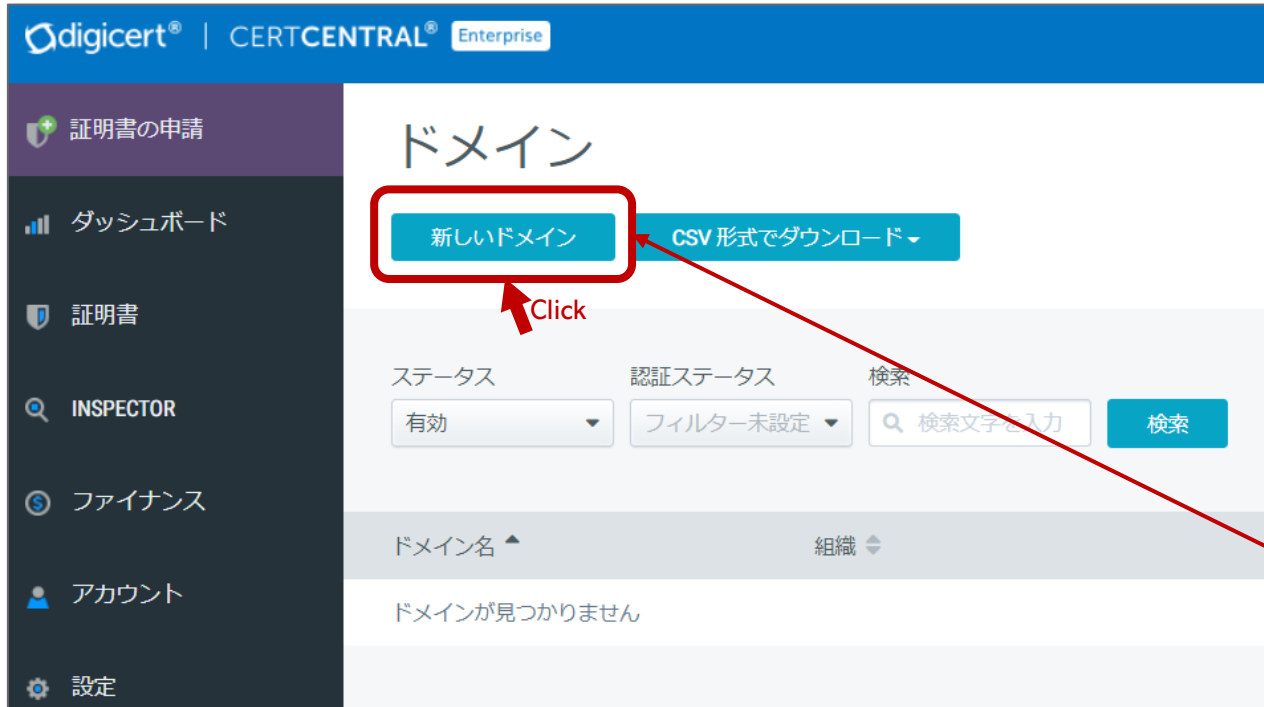 digicert® | CERTCENTRAL® Enterprise
証明書の申請
ダッシュボード
証明書
INSPECTOR
ファイナンス
アカウント
設定
ドメイン
新しいドメイン
CSV 形式でダウンロード
Click
ステータス 認証ステータス 検索
有効 フィルター未設定 検索文字を入力 検索
ドメイン名 組織
ドメインが見つかりません